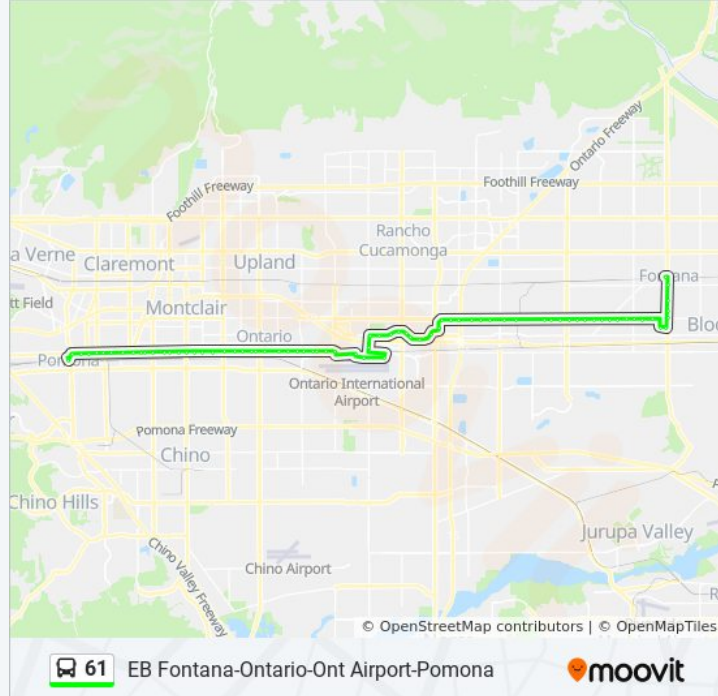 Ontario Freeway
Foothill Freeway
Foothill Freeway
Rancho
Cucamonga
a Verne
Claremont
Upland
Fontana
tt Field
Montclair
Ontario
Bloo
Pomona
Ontario International
Airport
Pomona Freeway
Chino
Chino Hills
Jurupa Valley
Chino Valley Freeway
Chino Airport
© OpenStreetMap contributors | © OpenMapTiles
61
EB Fontana-Ontario-Ont Airport-Pomona
moovit